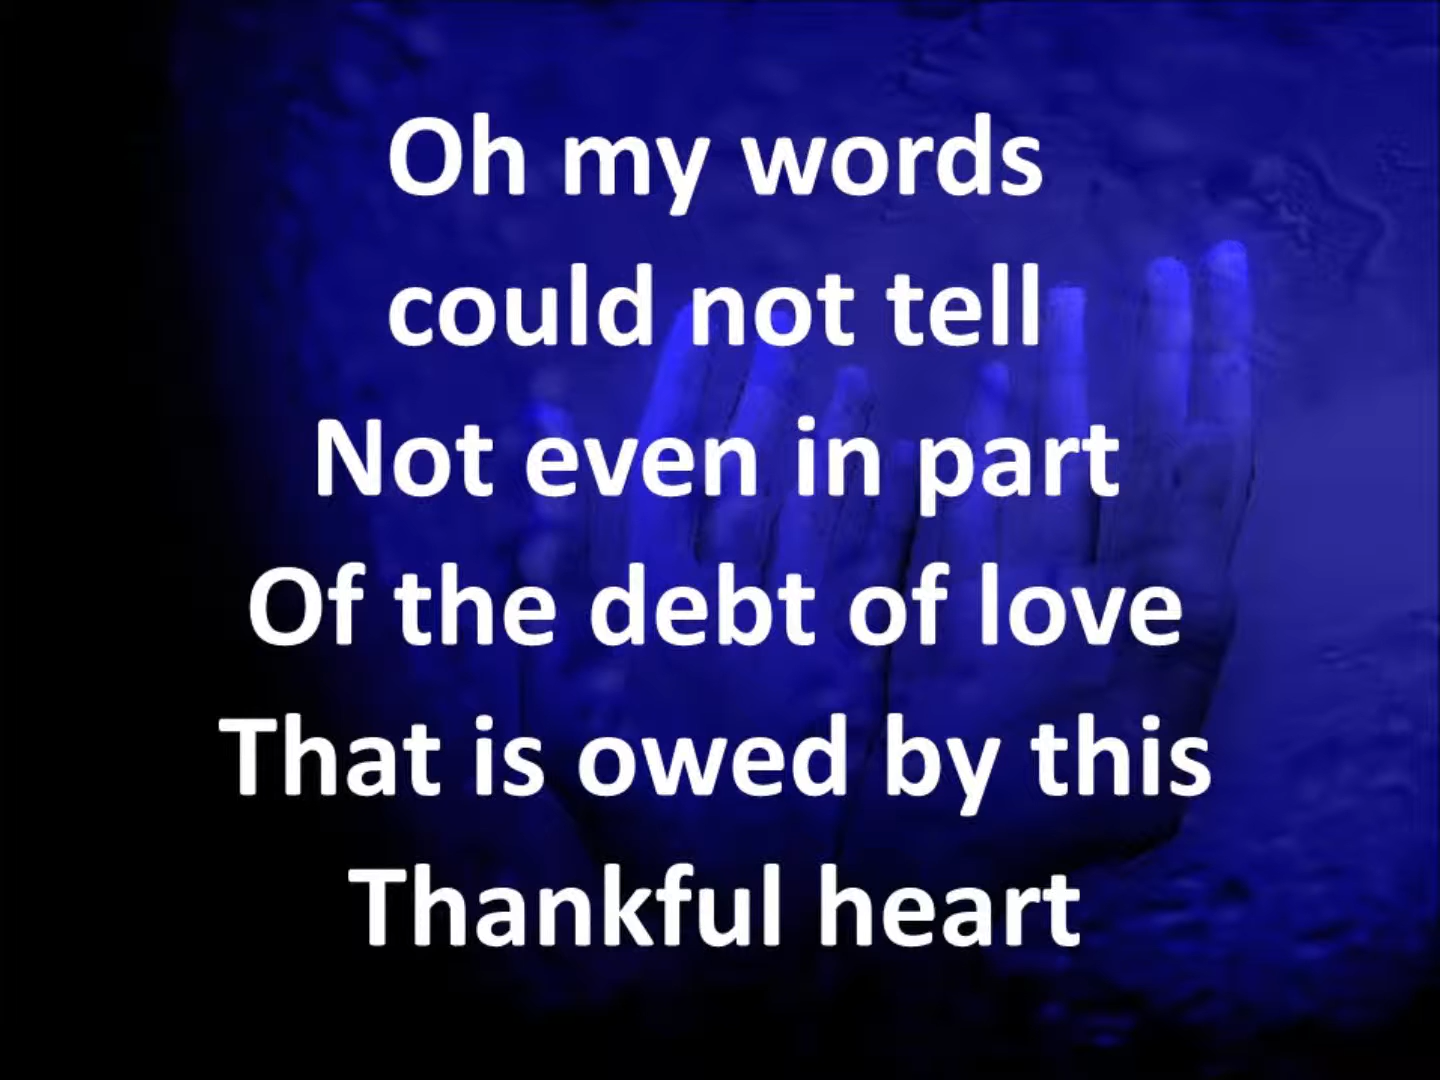 Oh my words
could not tell
Not even in part
Of the debt of love
That is owed by this
Thankful heart